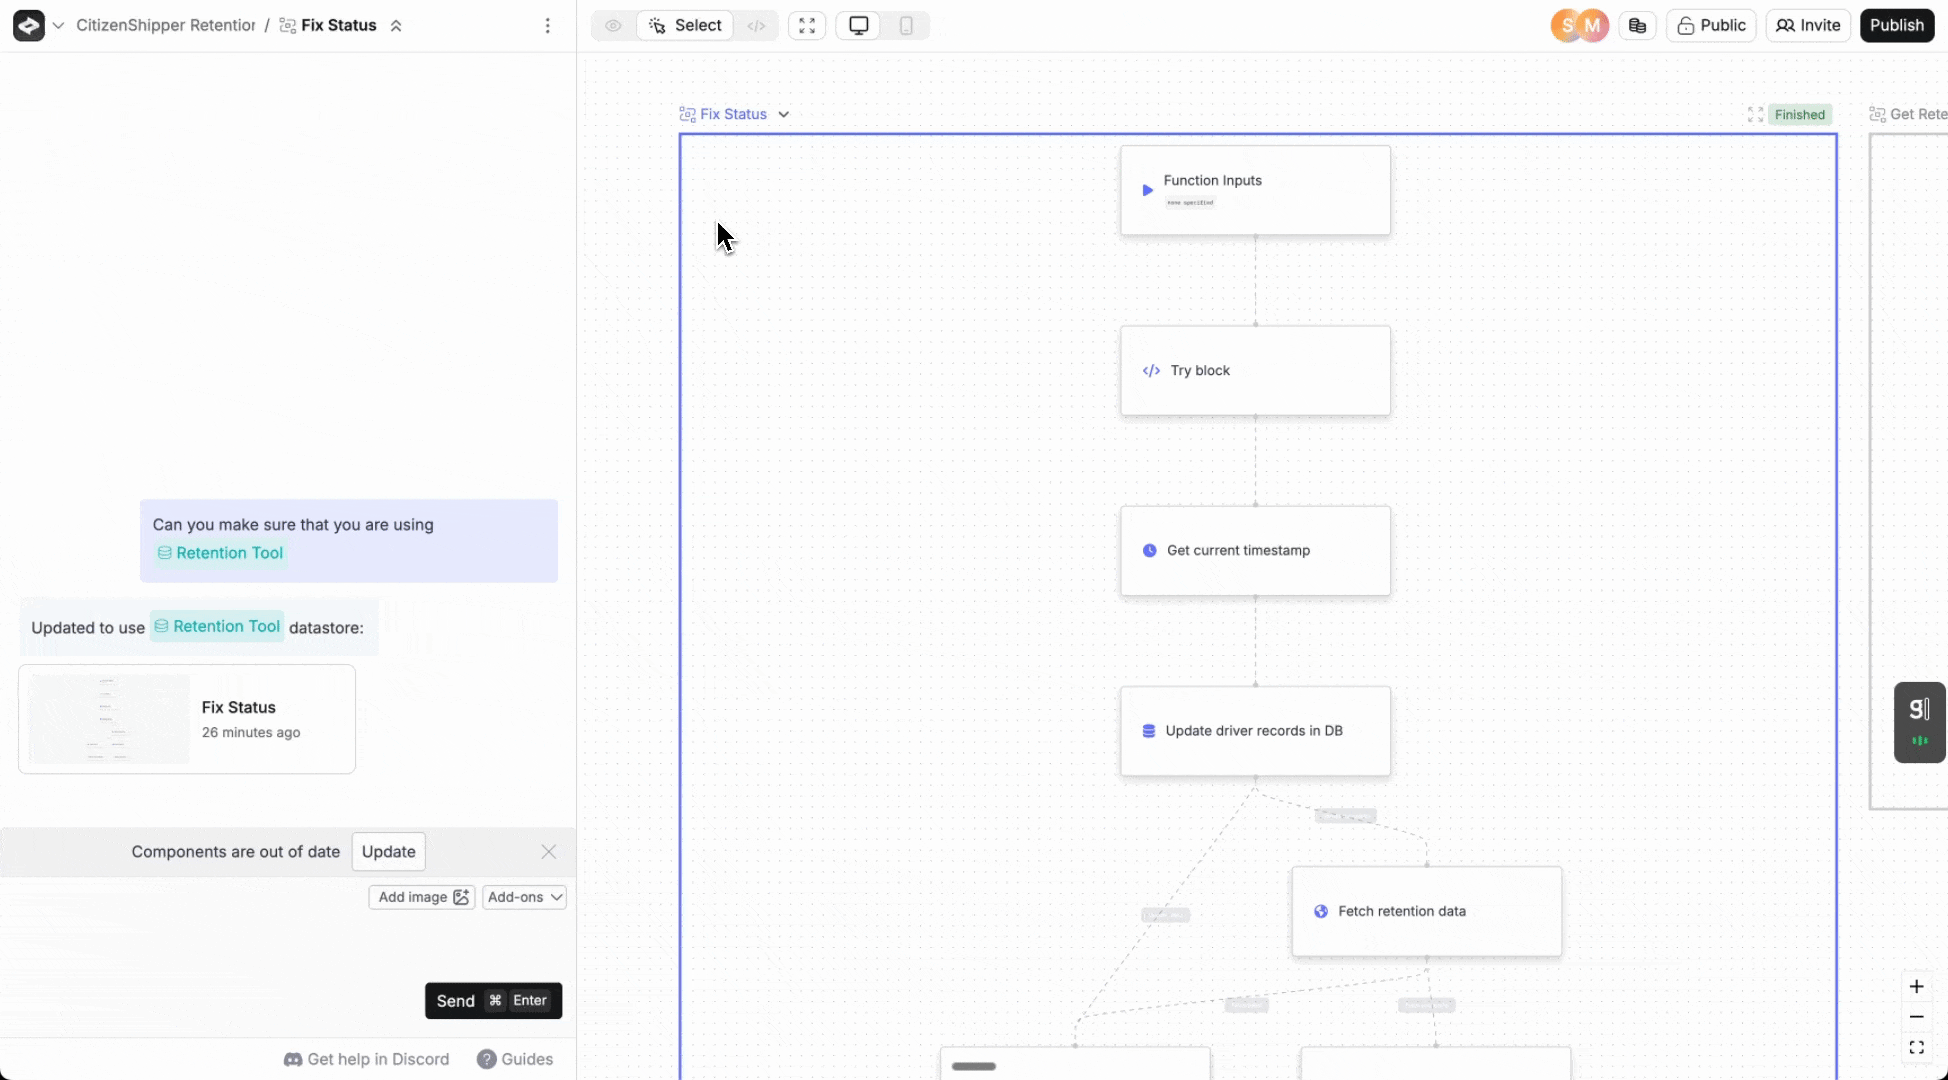 CitizenShipper Retention / Fix Status
Select
S M
Public
Invite
Publish
Fix Status
Finished
Get Rete
Function Inputs
none specified
Try block
Get current timestamp
Update driver records in DB
Fetch retention data
Can you make sure that you are using
Retention Tool
Updated to use Retention Tool datastore:
Fix Status
26 minutes ago
Components are out of date Update
Add image Add-ons
Send ⌘ Enter
Get help in Discord Guides
g